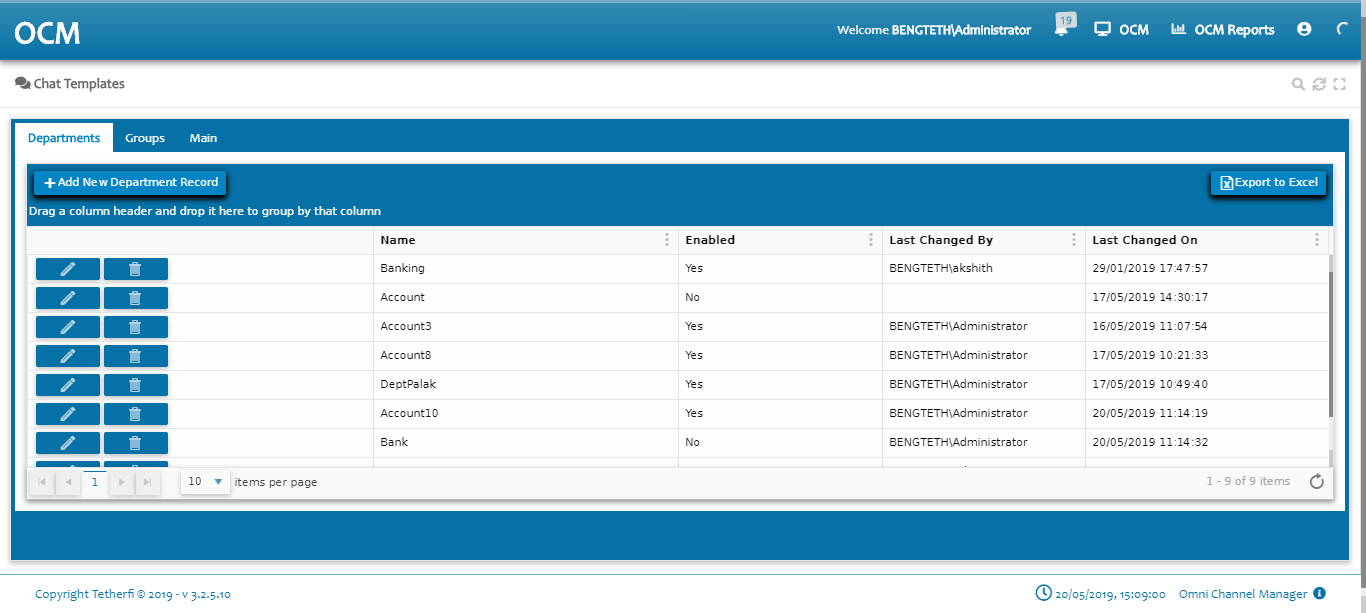 OCM
Welcome BENGTETH\Administrator
19
OCM
OCM Reports
Chat Templates
Departments
Groups
Main
Add New Department Record
Export to Excel
Drag a column header and drop it here to group by that column
Name Enabled Last Changed By Last Changed On
Banking Yes BENGTETH\akshith 29/01/2019 17:47:57
Account No 17/05/2019 14:30:17
Account3 Yes BENGTETH\Administrator 16/05/2019 11:07:54
Account8 Yes BENGTETH\Administrator 17/05/2019 10:21:33
DeptPalak Yes BENGTETH\Administrator 17/05/2019 10:49:40
Account10 Yes BENGTETH\Administrator 20/05/2019 11:14:19
Bank No BENGTETH\Administrator 20/05/2019 11:14:32
1
10 items per page
1 - 9 of 9 items
Copyright Tetherfi © 2019 - v 3.2.5.10
20/05/2019, 15:09:00 Omni Channel Manager